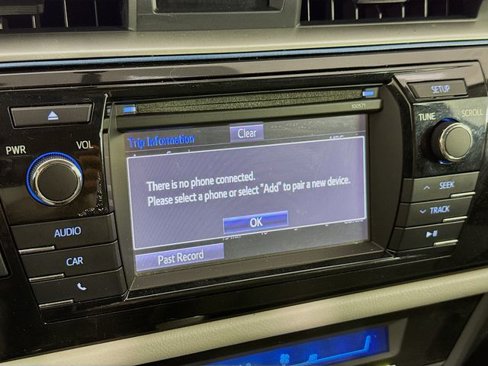 SETUP
100571
PWR
VOL
TUNE
SCROLL
Trip Information
Clear
There is no phone connected.
Please select a phone or select "Add" to pair a new device.
OK
Past Record
AUDIO
CAR
SEEK
TRACK